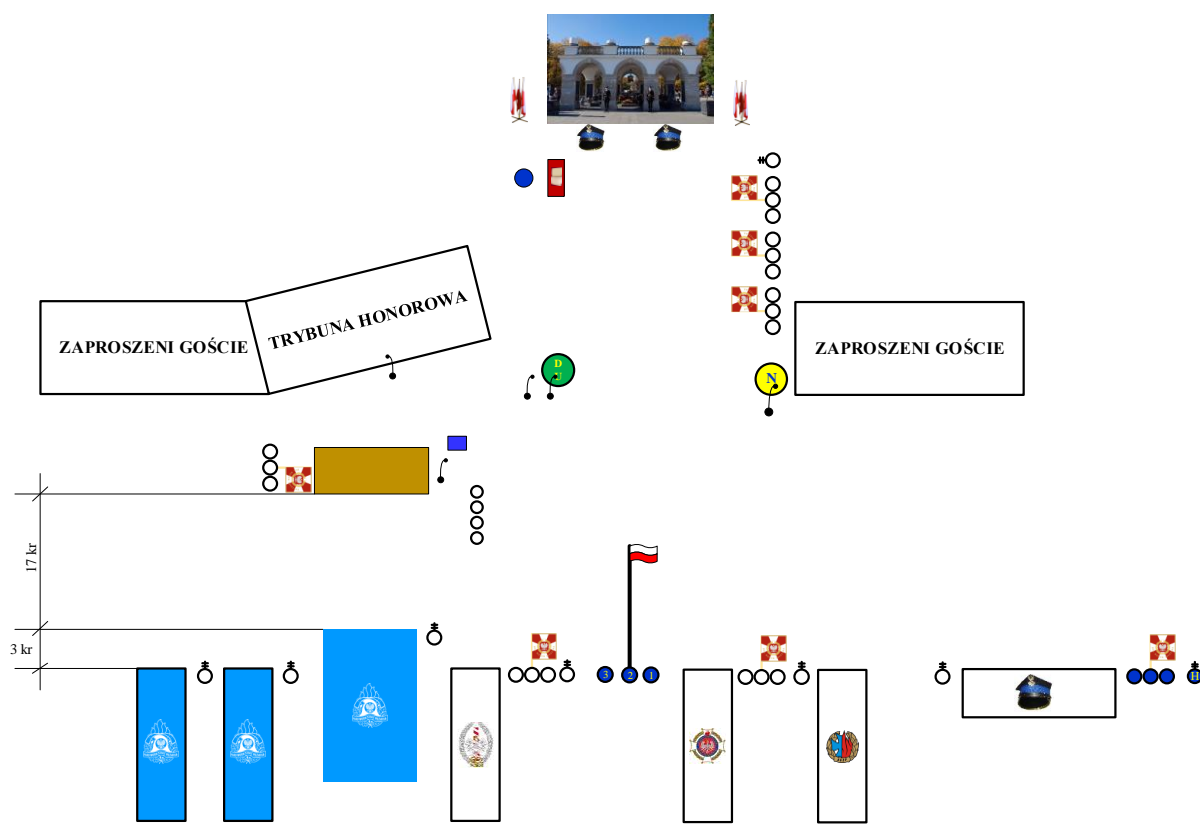 TRYBUNA HONOROWA
ZAPROSZENI GOŚCIE
ZAPROSZENI GOŚCIE
D
U
N
17 kr
3 kr
3
2
1
H